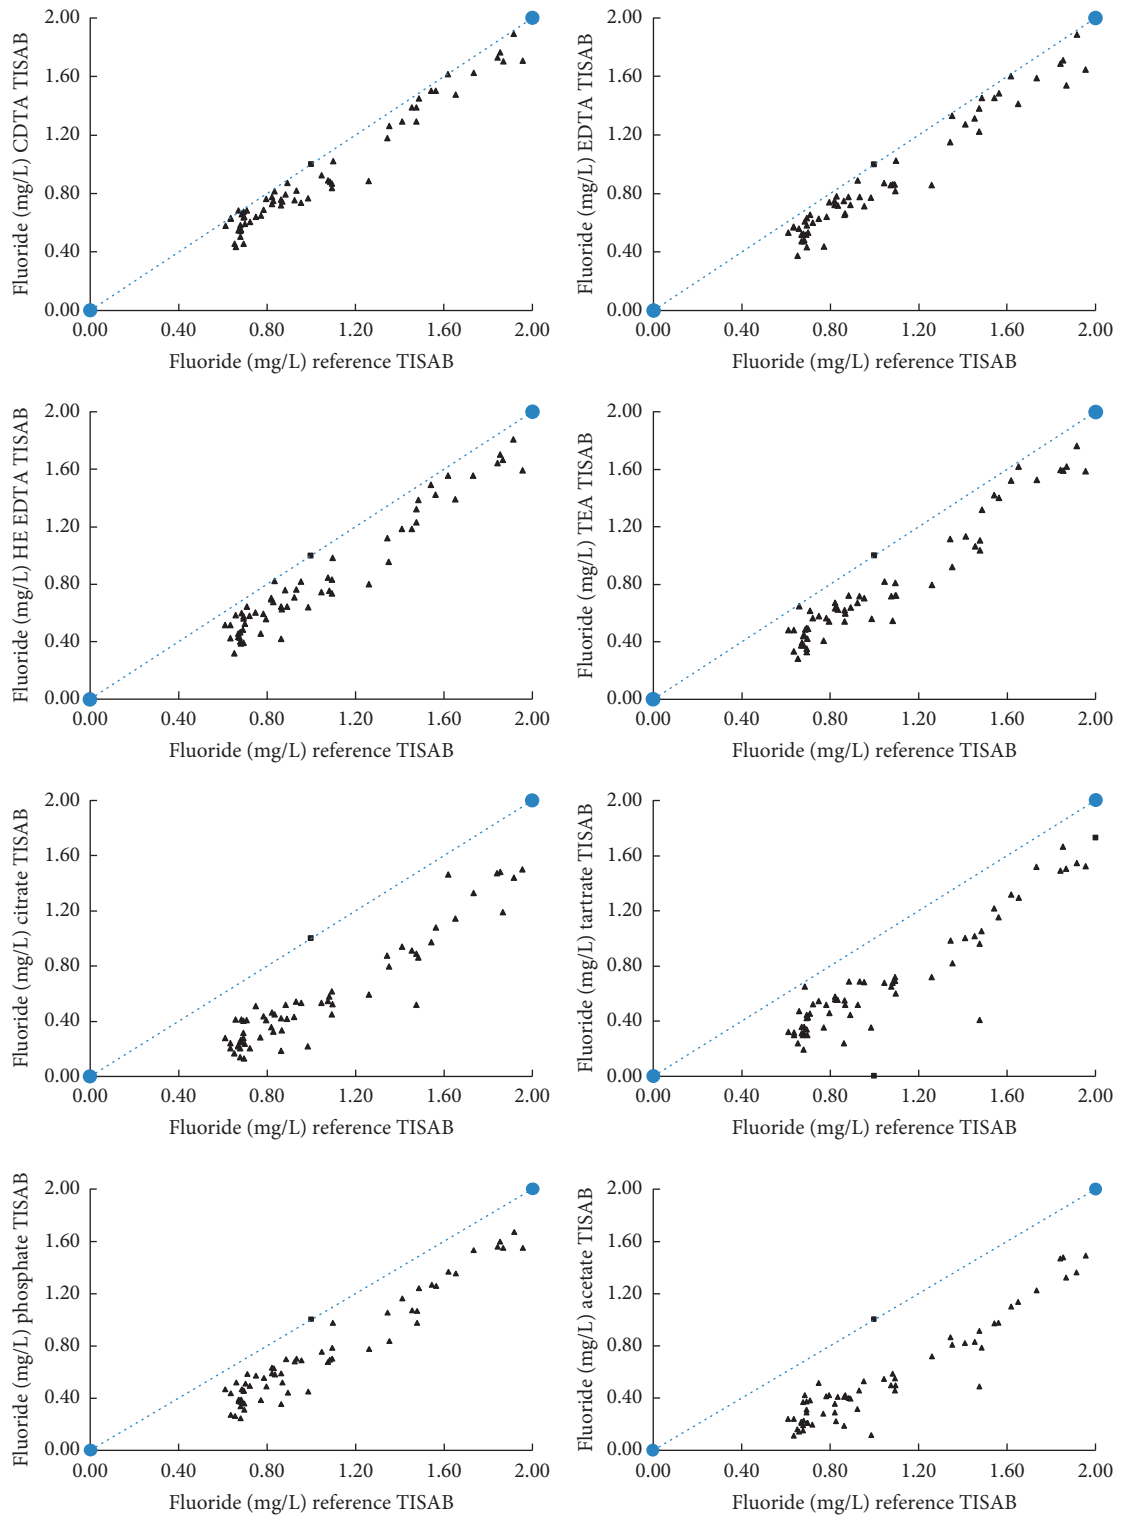 Fluoride (mg/L) CDTA TISAB
2.00
1.60
1.20
0.80
0.40
0.00
0.00 0.40 0.80 1.20 1.60 2.00
Fluoride (mg/L) reference TISAB
Fluoride (mg/L) EDTA TISAB
2.00
1.60
1.20
0.80
0.40
0.00
0.00 0.40 0.80 1.20 1.60 2.00
Fluoride (mg/L) reference TISAB
Fluoride (mg/L) HE EDTA TISAB
2.00
1.60
1.20
0.80
0.40
0.00
0.00 0.40 0.80 1.20 1.60 2.00
Fluoride (mg/L) reference TISAB
Fluoride (mg/L) TEA TISAB
2.00
1.60
1.20
0.80
0.40
0.00
0.00 0.40 0.80 1.20 1.60 2.00
Fluoride (mg/L) reference TISAB
Fluoride (mg/L) citrate TISAB
2.00
1.60
1.20
0.80
0.40
0.00
0.00 0.40 0.80 1.20 1.60 2.00
Fluoride (mg/L) reference TISAB
Fluoride (mg/L) tartrate TISAB
2.00
1.60
1.20
0.80
0.40
0.00
0.00 0.40 0.80 1.20 1.60 2.00
Fluoride (mg/L) reference TISAB
Fluoride (mg/L) phosphate TISAB
2.00
1.60
1.20
0.80
0.40
0.00
0.00 0.40 0.80 1.20 1.60 2.00
Fluoride (mg/L) reference TISAB
Fluoride (mg/L) acetate TISAB
2.00
1.60
1.20
0.80
0.40
0.00
0.00 0.40 0.80 1.20 1.60 2.00
Fluoride (mg/L) reference TISAB